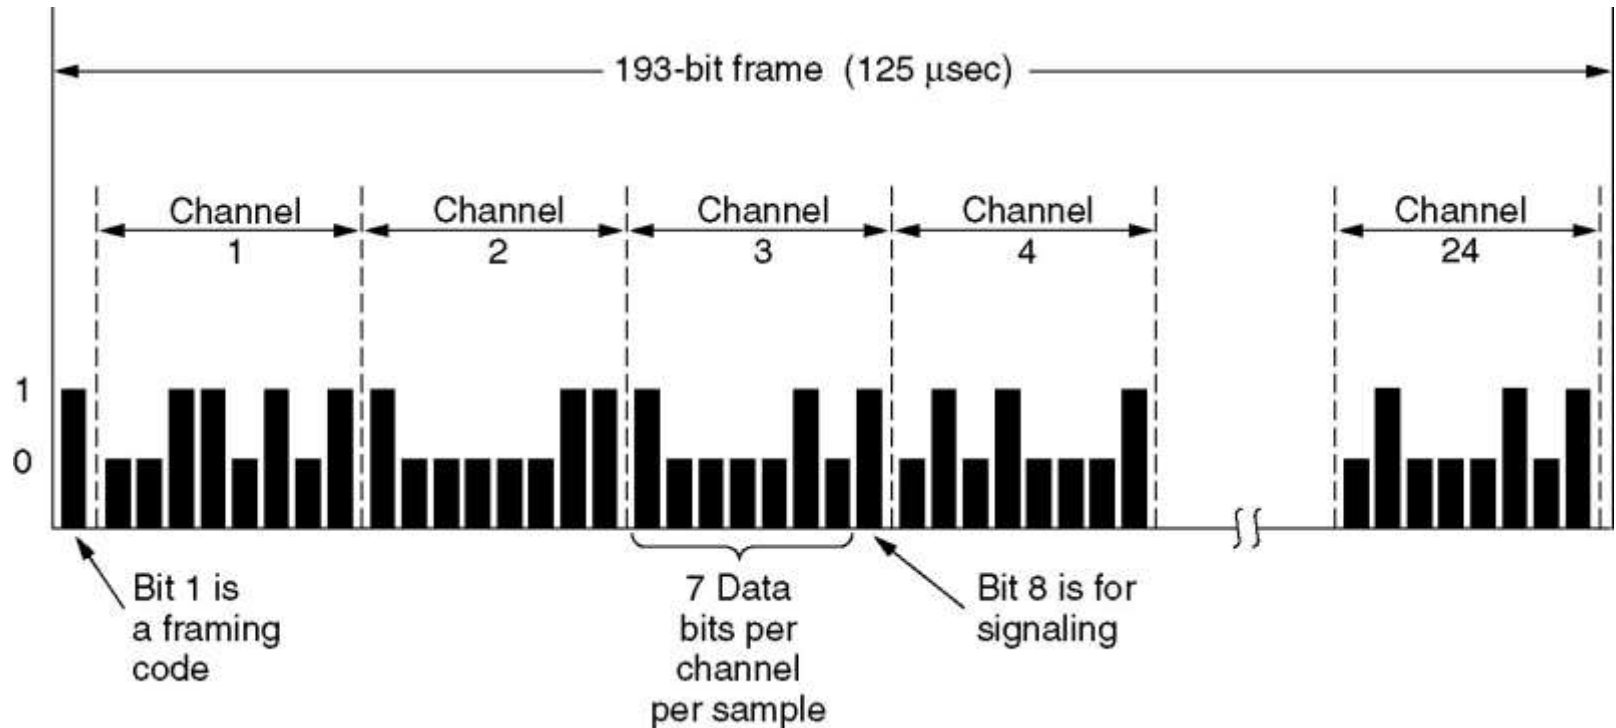 193-bit frame (125 μsec)
Channel
1
Channel
2
Channel
3
Channel
4
Channel
24
1
0
Bit 1 is
a framing
code
7 Data
bits per
channel
per sample
Bit 8 is for
signaling